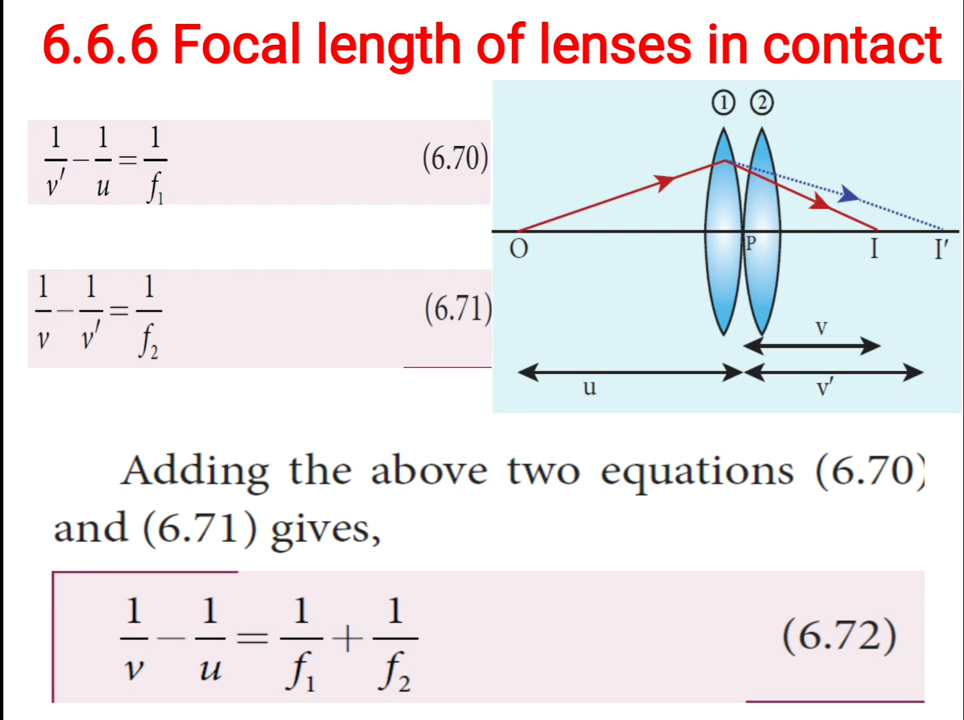 6.6.6 Focal length of lenses in contact
1/v′ − 1/u = 1/f₁ (6.70)
1/v − 1/v′ = 1/f₂ (6.71)
① ②
O P I I′
v
u v′
Adding the above two equations (6.70)
and (6.71) gives,
1/v − 1/u = 1/f₁ + 1/f₂ (6.72)